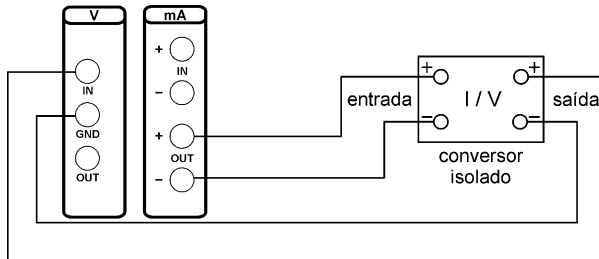 V
IN
GND
OUT
mA
+
IN
−
+
OUT
−
entrada
+
−
I / V
+
−
saída
conversor
isolado